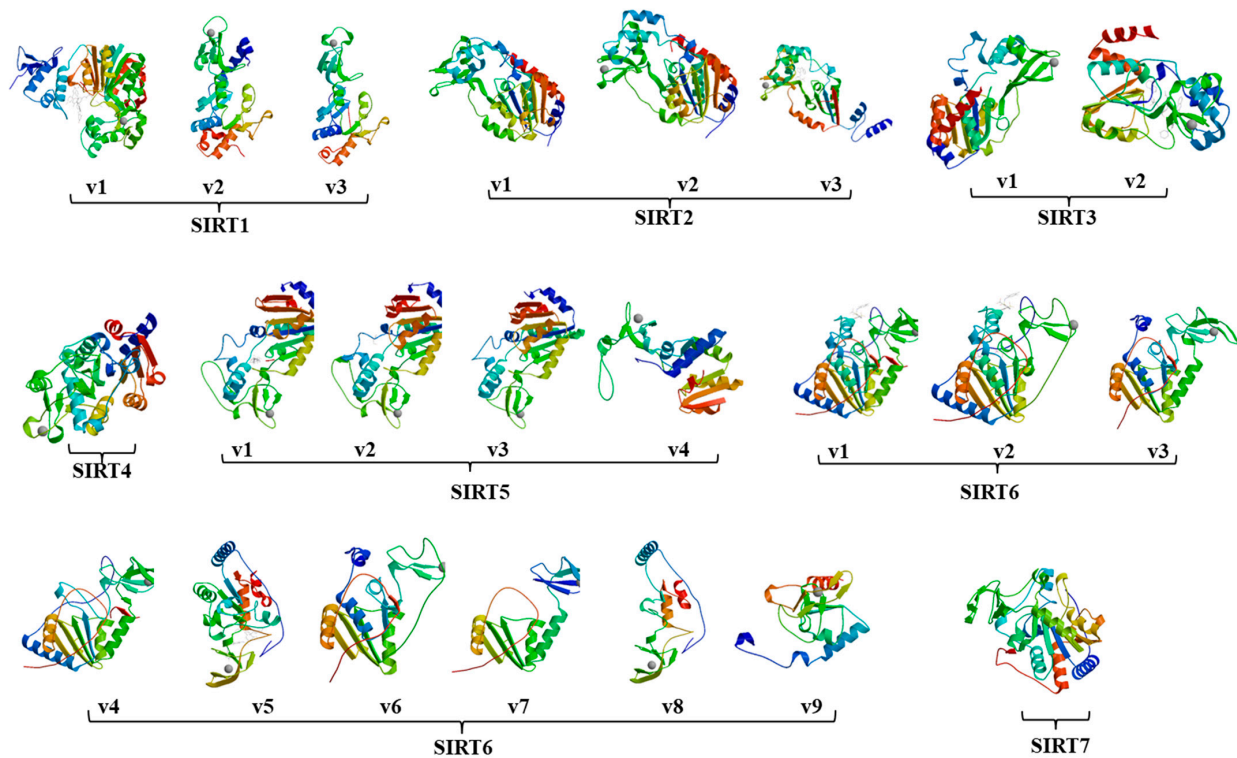 v1 v2 v3 v1 v2 v3 v1 v2
SIRT1 SIRT2 SIRT3
v1 v2 v3 v4 v1 v2 v3
SIRT4 SIRT5 SIRT6
v4 v5 v6 v7 v8 v9
SIRT6 SIRT7